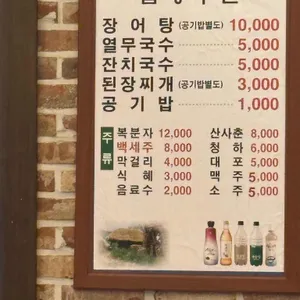 장어탕 (공기밥별도) 10,000
열무국수 5,000
잔치국수 5,000
된장찌개 (공기밥별도) 3,000
공기밥 1,000
주류
복분자 12,000
백세주 8,000
막걸리 4,000
식혜 3,000
음료수 2,000
산사춘 8,000
청하 6,000
대포 5,000
맥주 5,000
소주 5,000